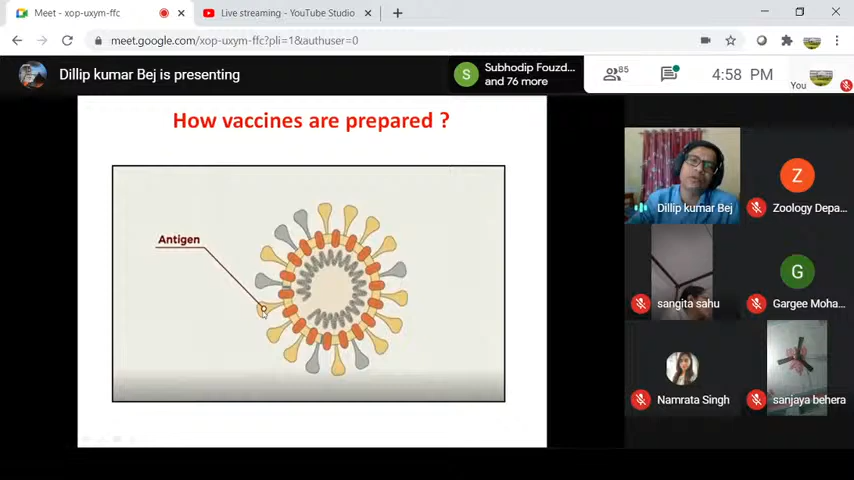 Meet - xop-uxym-ffc
Live streaming - YouTube Studio
meet.google.com/xop-uxym-ffc?pli=1&authuser=0
Dillip kumar Bej is presenting
S
Subhodip Fouzd...
and 76 more
85
4:58 PM
You
How vaccines are prepared ?
Antigen
Dillip kumar Bej
Z
Zoology Depa...
sangita sahu
G
Gargee Moha...
Namrata Singh
sanjaya behera